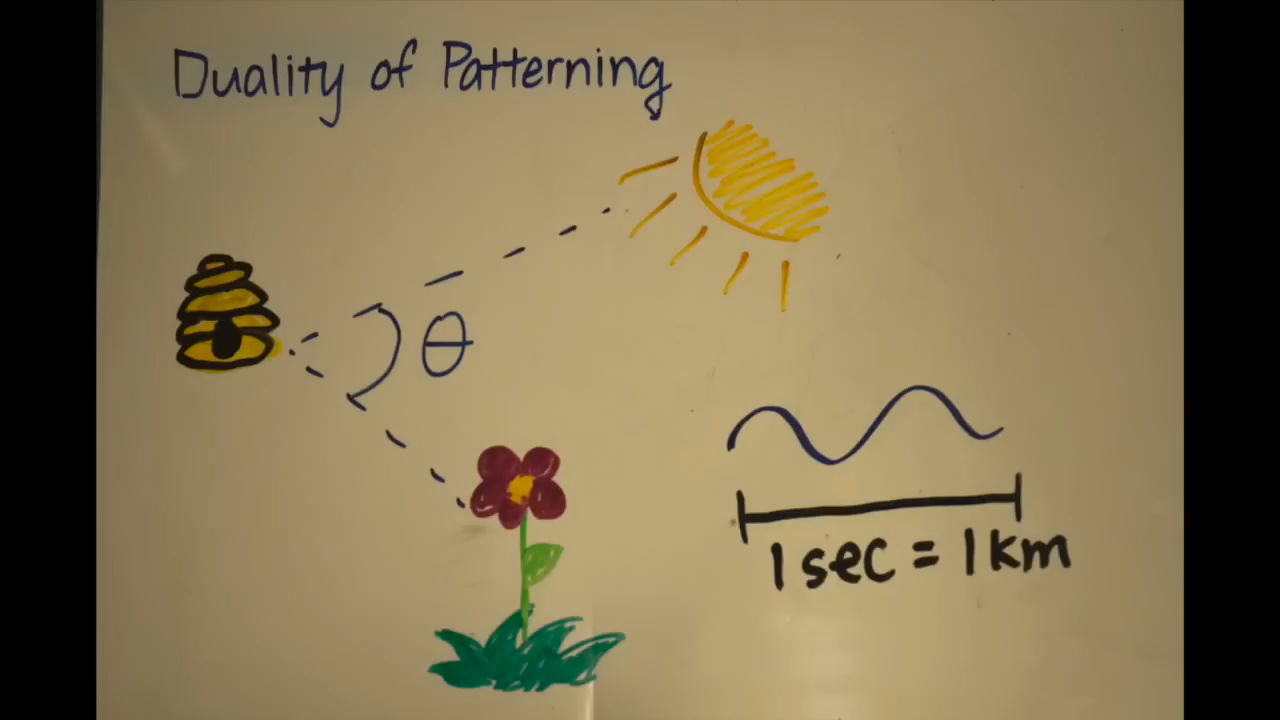 Duality of Patterning
θ
1 sec = 1 km